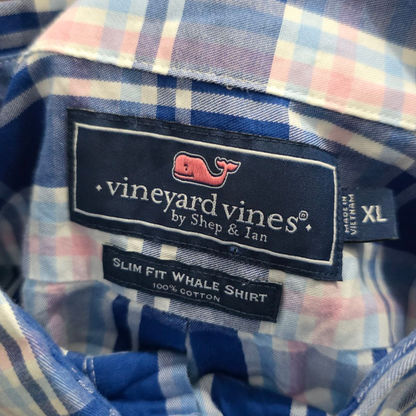 vineyard vines®
by Shep & Ian
MADE IN
VIETNAM
XL
SLIM FIT WHALE SHIRT
100% COTTON